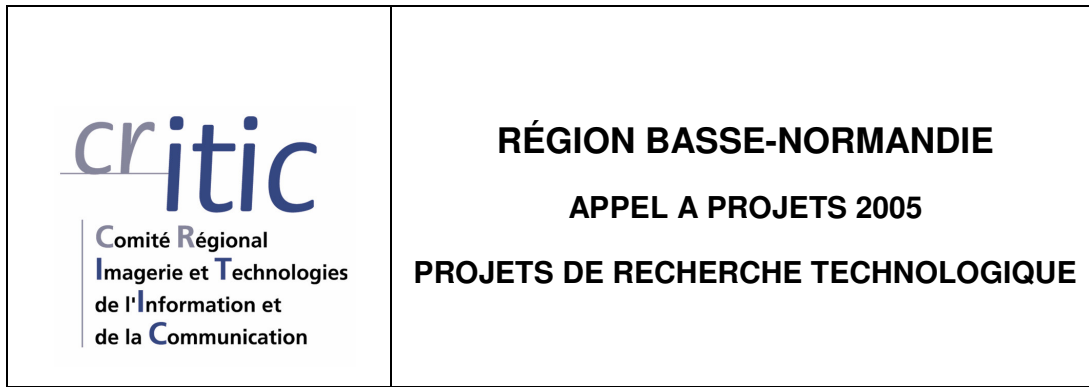 critic
Comité Régional
Imagerie et Technologies
de l'Information et
de la Communication
RÉGION BASSE-NORMANDIE
APPEL A PROJETS 2005
PROJETS DE RECHERCHE TECHNOLOGIQUE